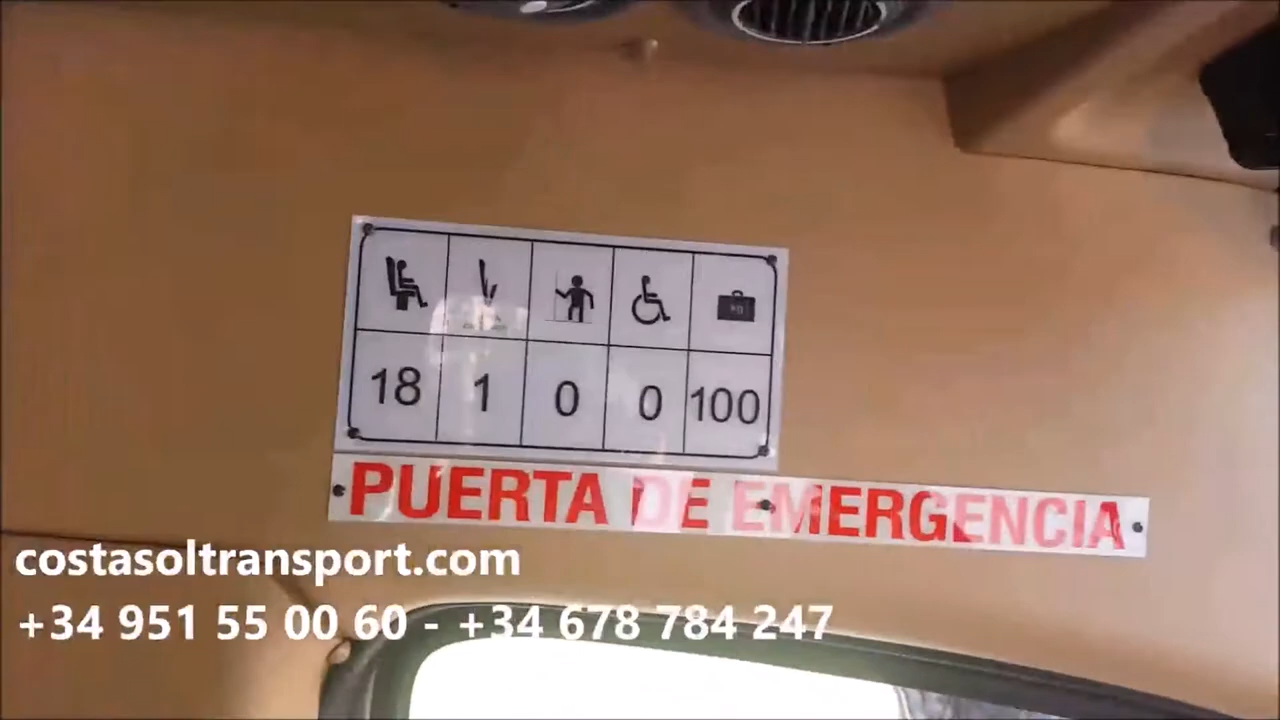 18 1 0 0 100
PUERTA DE EMERGENCIA
costasoltransport.com
+34 951 55 00 60 - +34 678 784 247